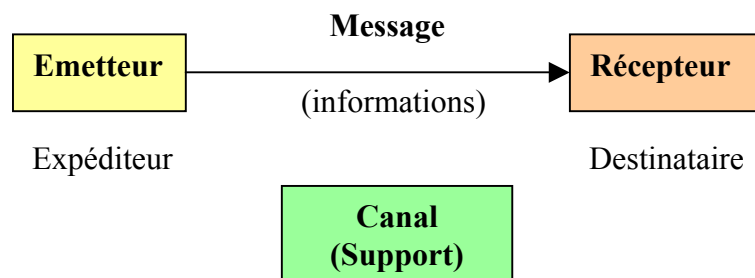 Message
Emetteur
Récepteur
(informations)
Expéditeur
Destinataire
Canal
(Support)